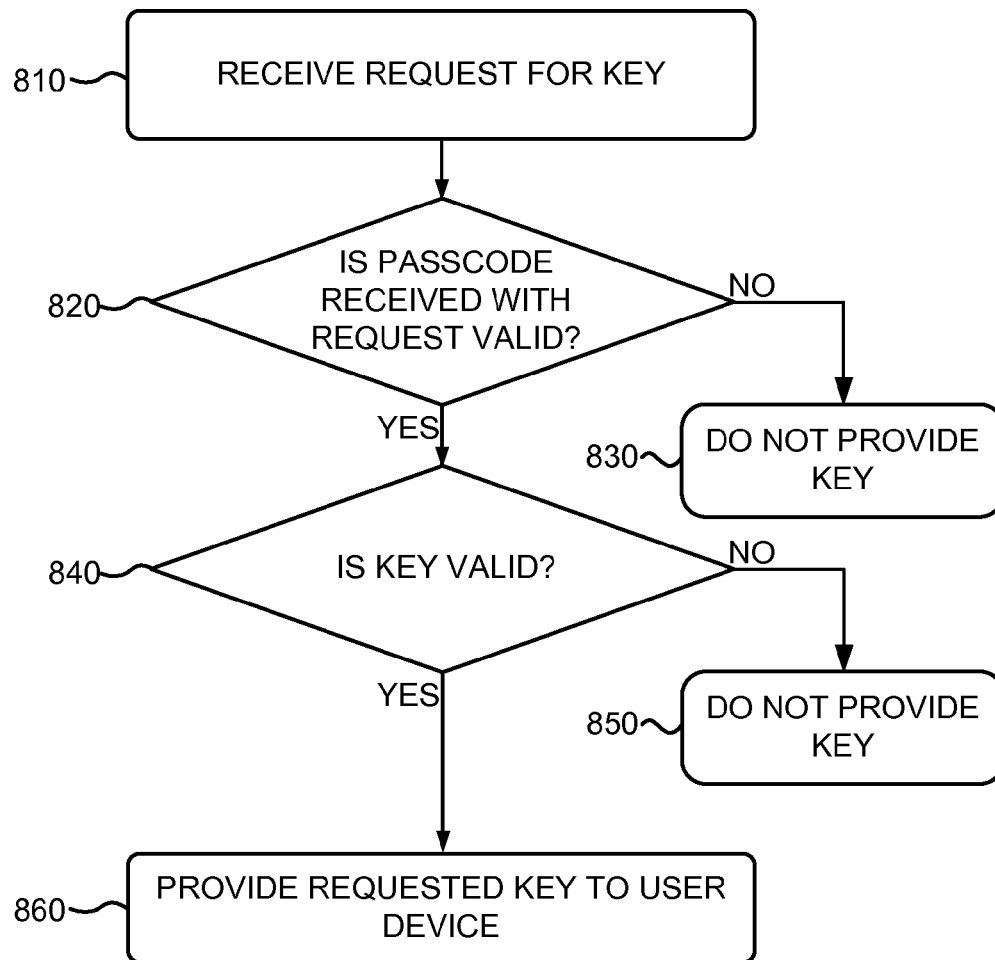 810
RECEIVE REQUEST FOR KEY
820
IS PASSCODE
RECEIVED WITH
REQUEST VALID?
NO
YES
830
DO NOT PROVIDE
KEY
840
IS KEY VALID?
NO
YES
850
DO NOT PROVIDE
KEY
860
PROVIDE REQUESTED KEY TO USER
DEVICE